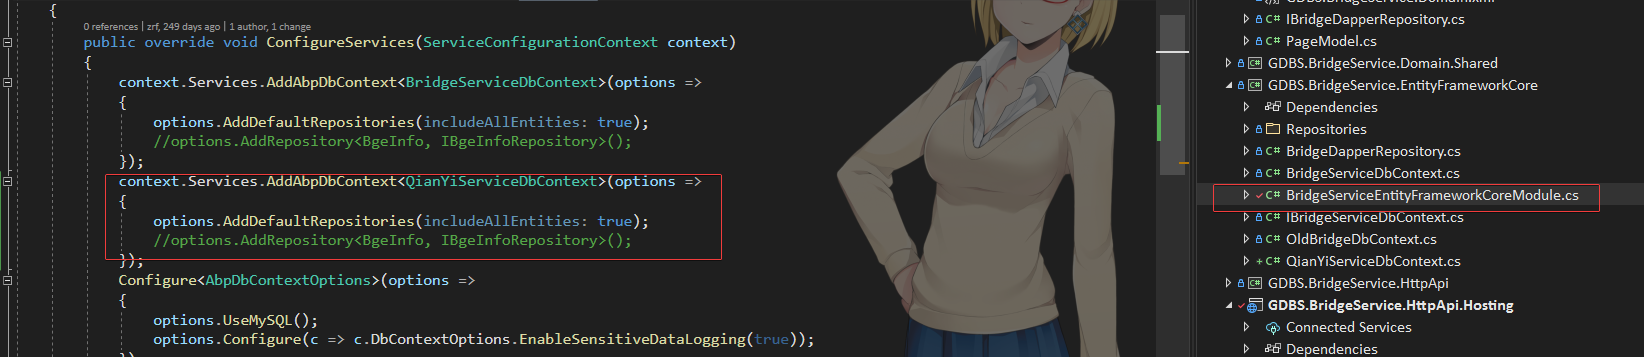 {
0 references | zrf, 249 days ago | 1 author, 1 change
public override void ConfigureServices(ServiceConfigurationContext context)
{
context.Services.AddAbpDbContext<BridgeServiceDbContext>(options =>
{
options.AddDefaultRepositories(includeAllEntities: true);
//options.AddRepository<BgeInfo, IBgeInfoRepository>();
});
context.Services.AddAbpDbContext<QianYiServiceDbContext>(options =>
{
options.AddDefaultRepositories(includeAllEntities: true);
//options.AddRepository<BgeInfo, IBgeInfoRepository>();
});
Configure<AbpDbContextOptions>(options =>
{
options.UseMySQL();
options.Configure(c => c.DbContextOptions.EnableSensitiveDataLogging(true));
C# IBridgeDapperRepository.cs
C# PageModel.cs
C# GDBS.BridgeService.Domain.Shared
C# GDBS.BridgeService.EntityFrameworkCore
Dependencies
Repositories
C# BridgeDapperRepository.cs
C# BridgeServiceDbContext.cs
C# BridgeServiceEntityFrameworkCoreModule.cs
C# IBridgeServiceDbContext.cs
C# OldBridgeDbContext.cs
+ C# QianYiServiceDbContext.cs
C# GDBS.BridgeService.HttpApi
GDBS.BridgeService.HttpApi.Hosting
Connected Services
Dependencies